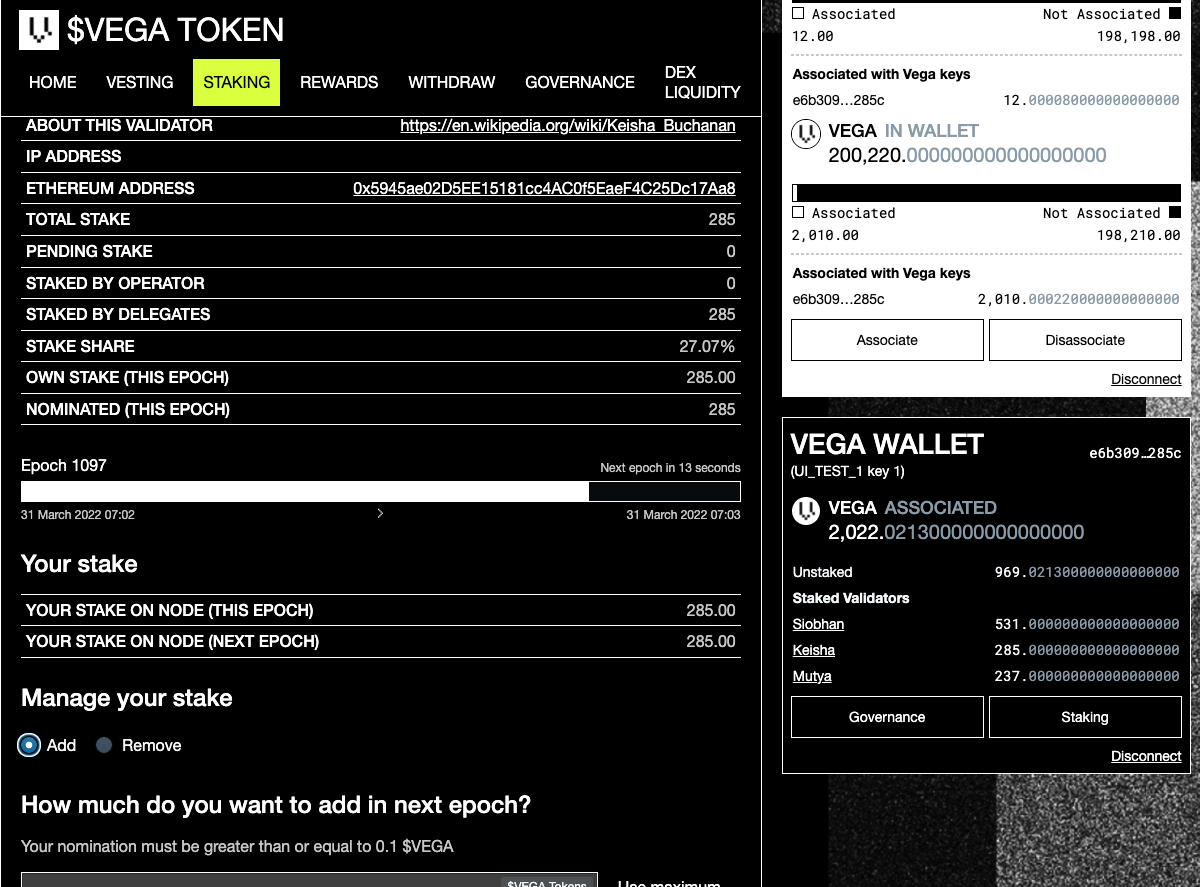 $VEGA TOKEN
HOME VESTING STAKING REWARDS WITHDRAW GOVERNANCE DEX LIQUIDITY
ABOUT THIS VALIDATOR https://en.wikipedia.org/wiki/Keisha_Buchanan
IP ADDRESS
ETHEREUM ADDRESS 0x5945ae02D5EE15181cc4AC0f5EaeF4C25Dc17Aa8
TOTAL STAKE 285
PENDING STAKE 0
STAKED BY OPERATOR 0
STAKED BY DELEGATES 285
STAKE SHARE 27.07%
OWN STAKE (THIS EPOCH) 285.00
NOMINATED (THIS EPOCH) 285
Epoch 1097 Next epoch in 13 seconds
31 March 2022 07:02 > 31 March 2022 07:03
Your stake
YOUR STAKE ON NODE (THIS EPOCH) 285.00
YOUR STAKE ON NODE (NEXT EPOCH) 285.00
Manage your stake
Add Remove
How much do you want to add in next epoch?
Your nomination must be greater than or equal to 0.1 $VEGA
$VEGA Tokens Use maximum
Associated Not Associated
12.00 198,198.00
Associated with Vega keys
e6b309…285c 12.000080000000000000
VEGA IN WALLET
200,220.000000000000000000
Associated Not Associated
2,010.00 198,210.00
Associated with Vega keys
e6b309…285c 2,010.000220000000000000
Associate Disassociate
Disconnect
VEGA WALLET e6b309…285c
(UI_TEST_1 key 1)
VEGA ASSOCIATED
2,022.021300000000000000
Unstaked 969.021300000000000000
Staked Validators
Siobhan 531.000000000000000000
Keisha 285.000000000000000000
Mutya 237.000000000000000000
Governance Staking
Disconnect